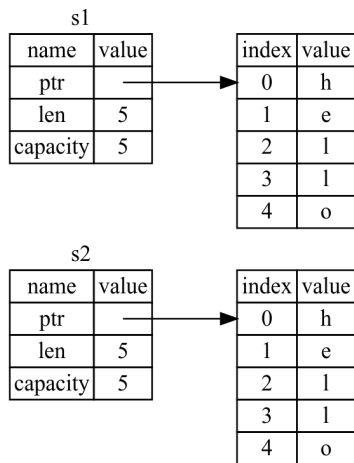 s1
name value
ptr
len 5
capacity 5
index value
0 h
1 e
2 l
3 l
4 o
s2
name value
ptr
len 5
capacity 5
index value
0 h
1 e
2 l
3 l
4 o